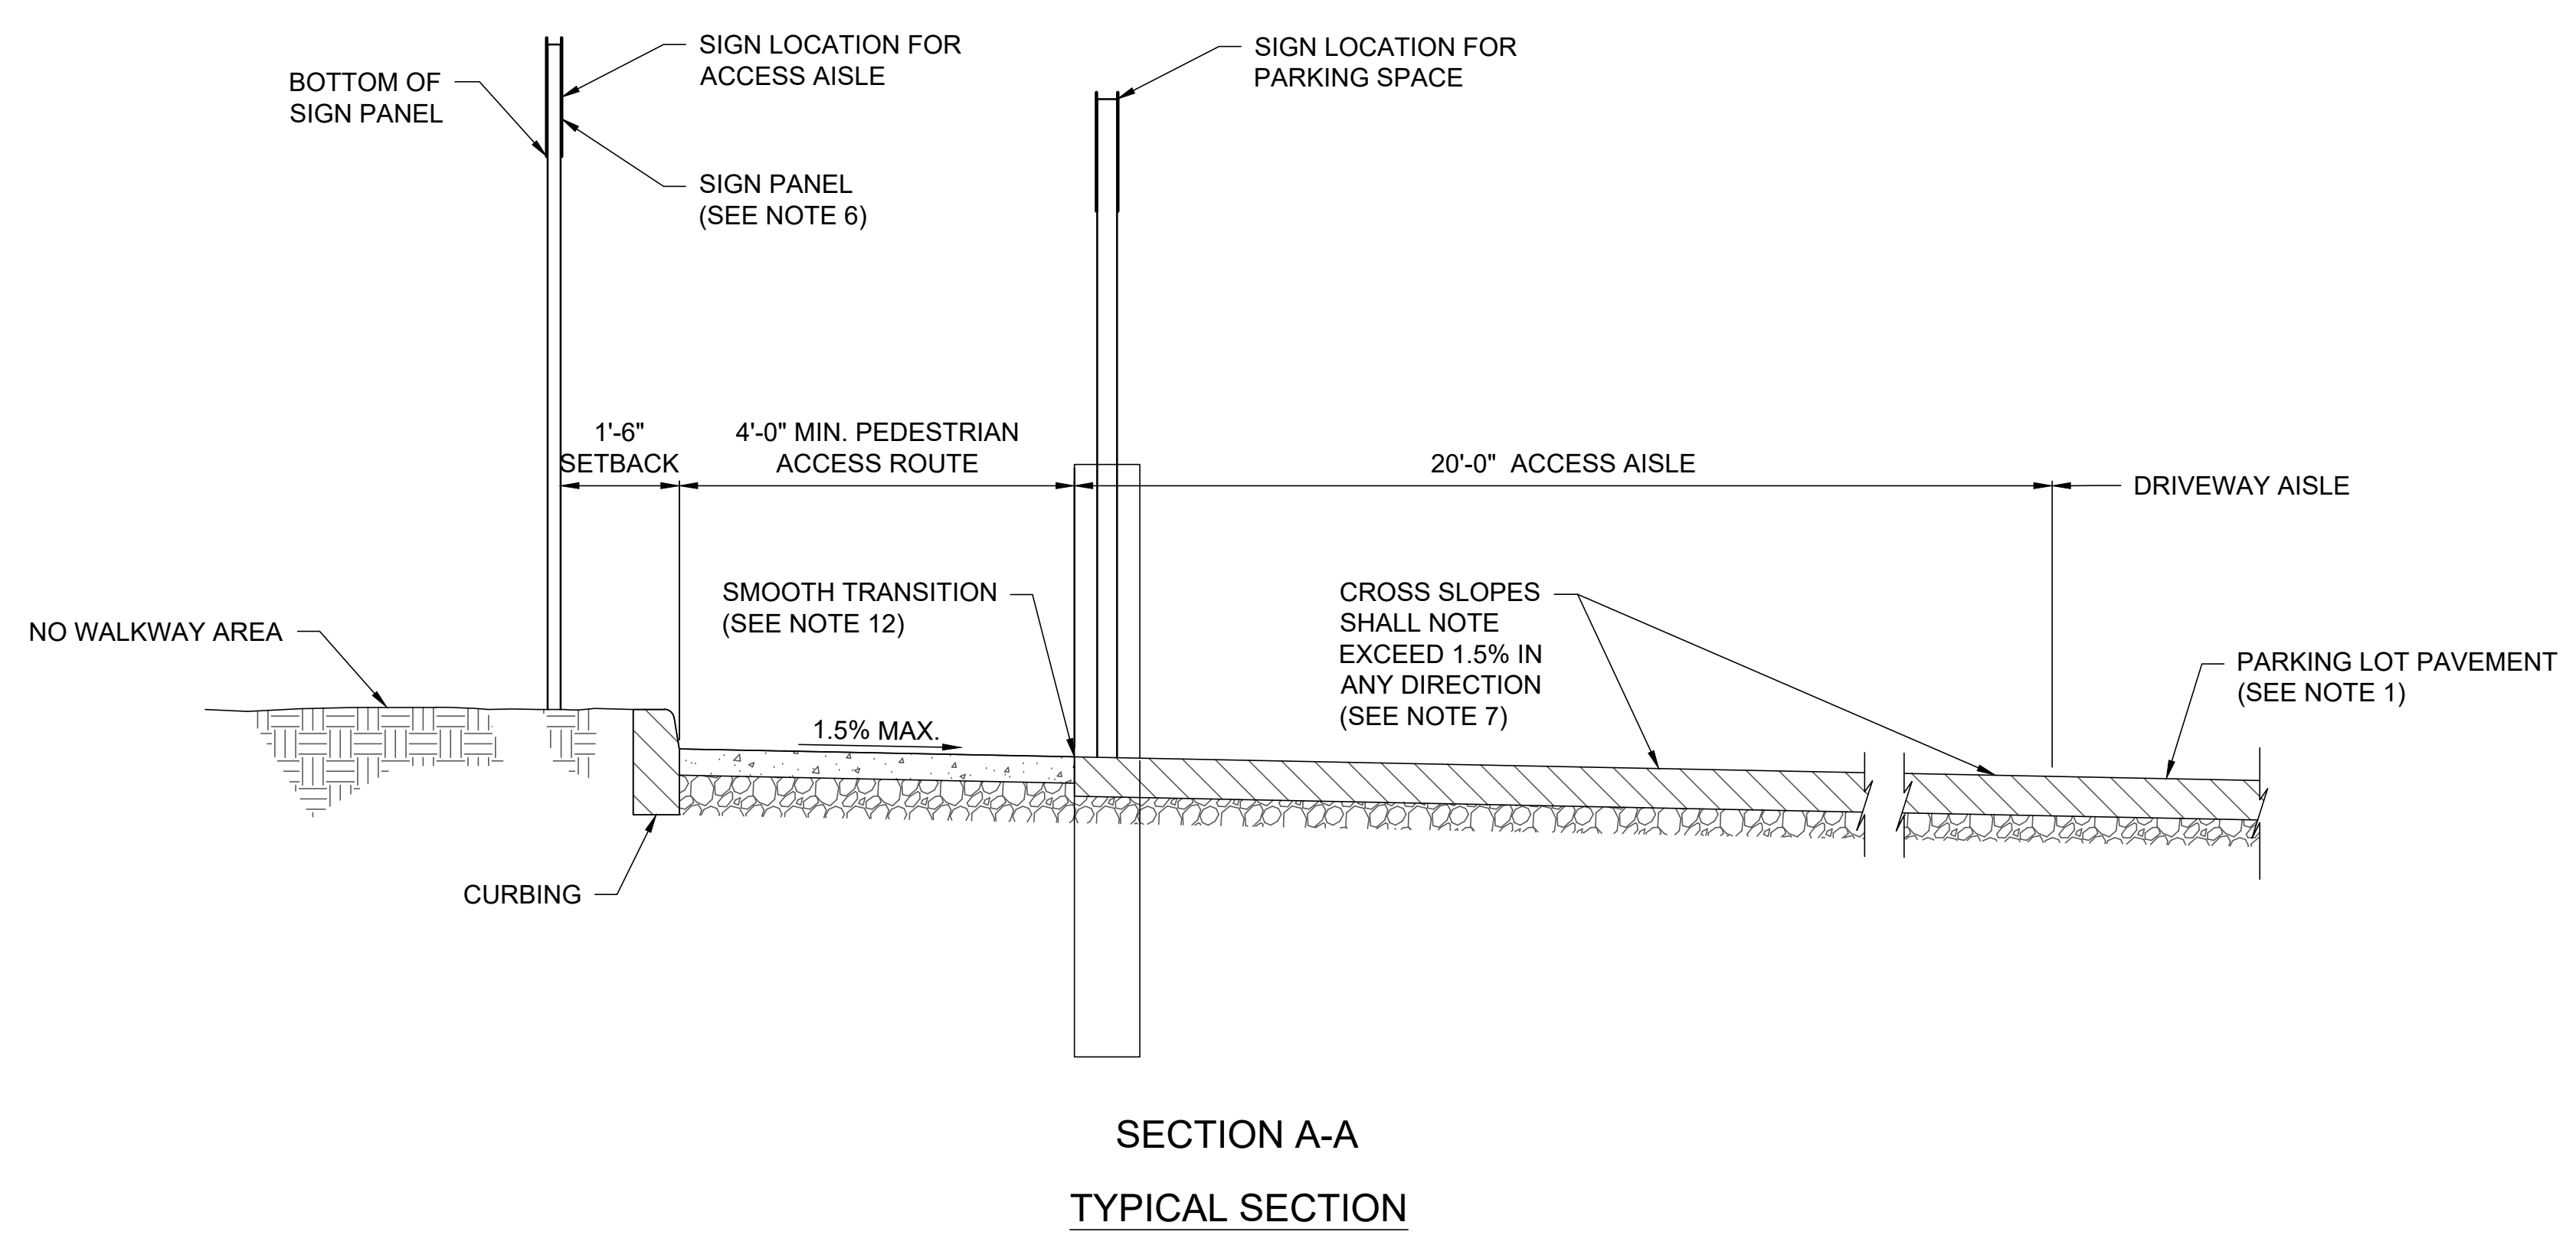 SIGN LOCATION FOR
ACCESS AISLE
SIGN LOCATION FOR
PARKING SPACE
BOTTOM OF
SIGN PANEL
SIGN PANEL
(SEE NOTE 6)
1'-6"
SETBACK
4'-0" MIN. PEDESTRIAN
ACCESS ROUTE
20'-0" ACCESS AISLE
DRIVEWAY AISLE
NO WALKWAY AREA
SMOOTH TRANSITION
(SEE NOTE 12)
CROSS SLOPES
SHALL NOTE
EXCEED 1.5% IN
ANY DIRECTION
(SEE NOTE 7)
PARKING LOT PAVEMENT
(SEE NOTE 1)
1.5% MAX.
CURBING
SECTION A-A
TYPICAL SECTION